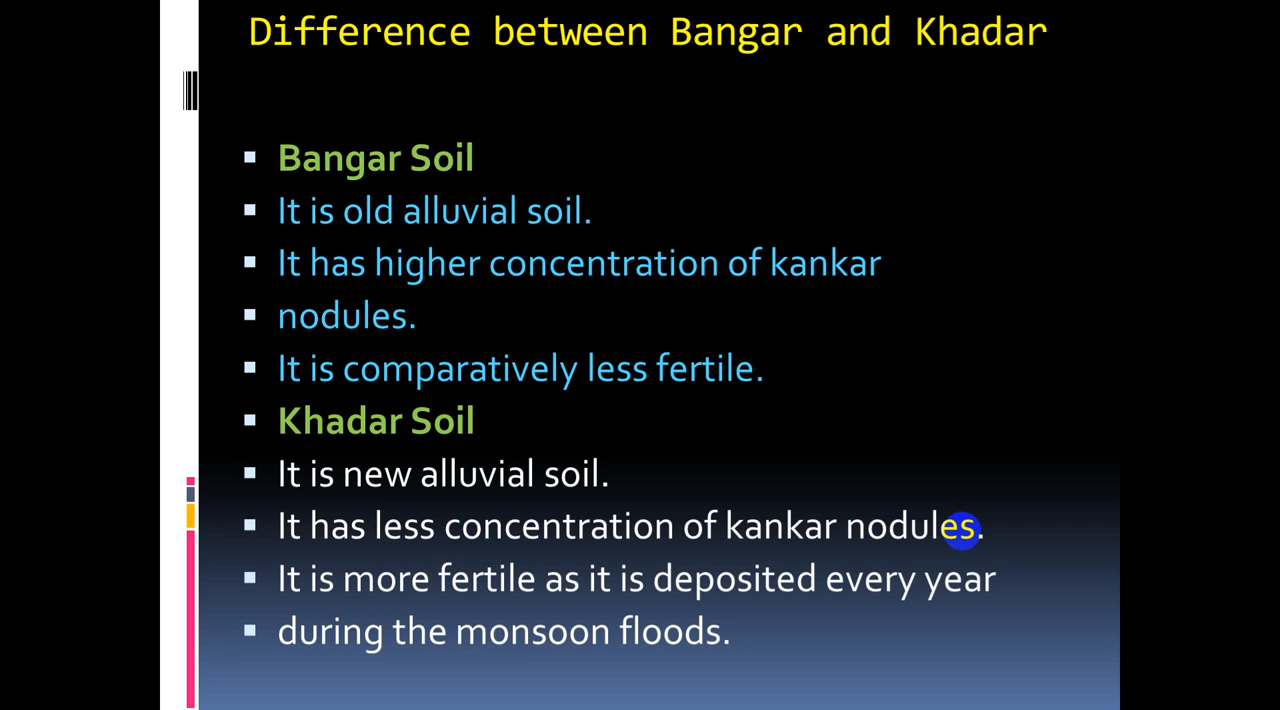 Difference between Bangar and Khadar
Bangar Soil
It is old alluvial soil.
It has higher concentration of kankar
nodules.
It is comparatively less fertile.
Khadar Soil
It is new alluvial soil.
It has less concentration of kankar nodules.
It is more fertile as it is deposited every year
during the monsoon floods.